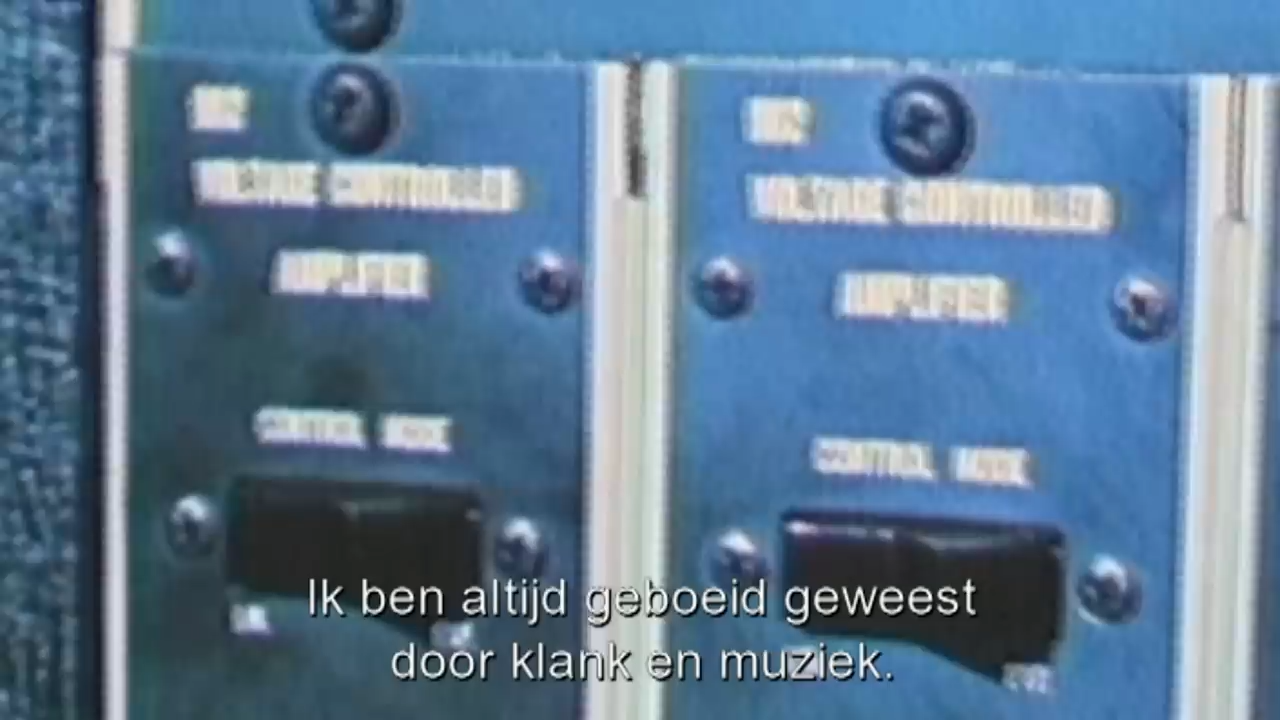 VOLTAGE CONTROLLED
VOLTAGE CONTROLLED
AMPLIFIER
AMPLIFIER
CONTROL MODE
CONTROL MODE
Ik ben altijd geboeid geweest
door klank en muziek.